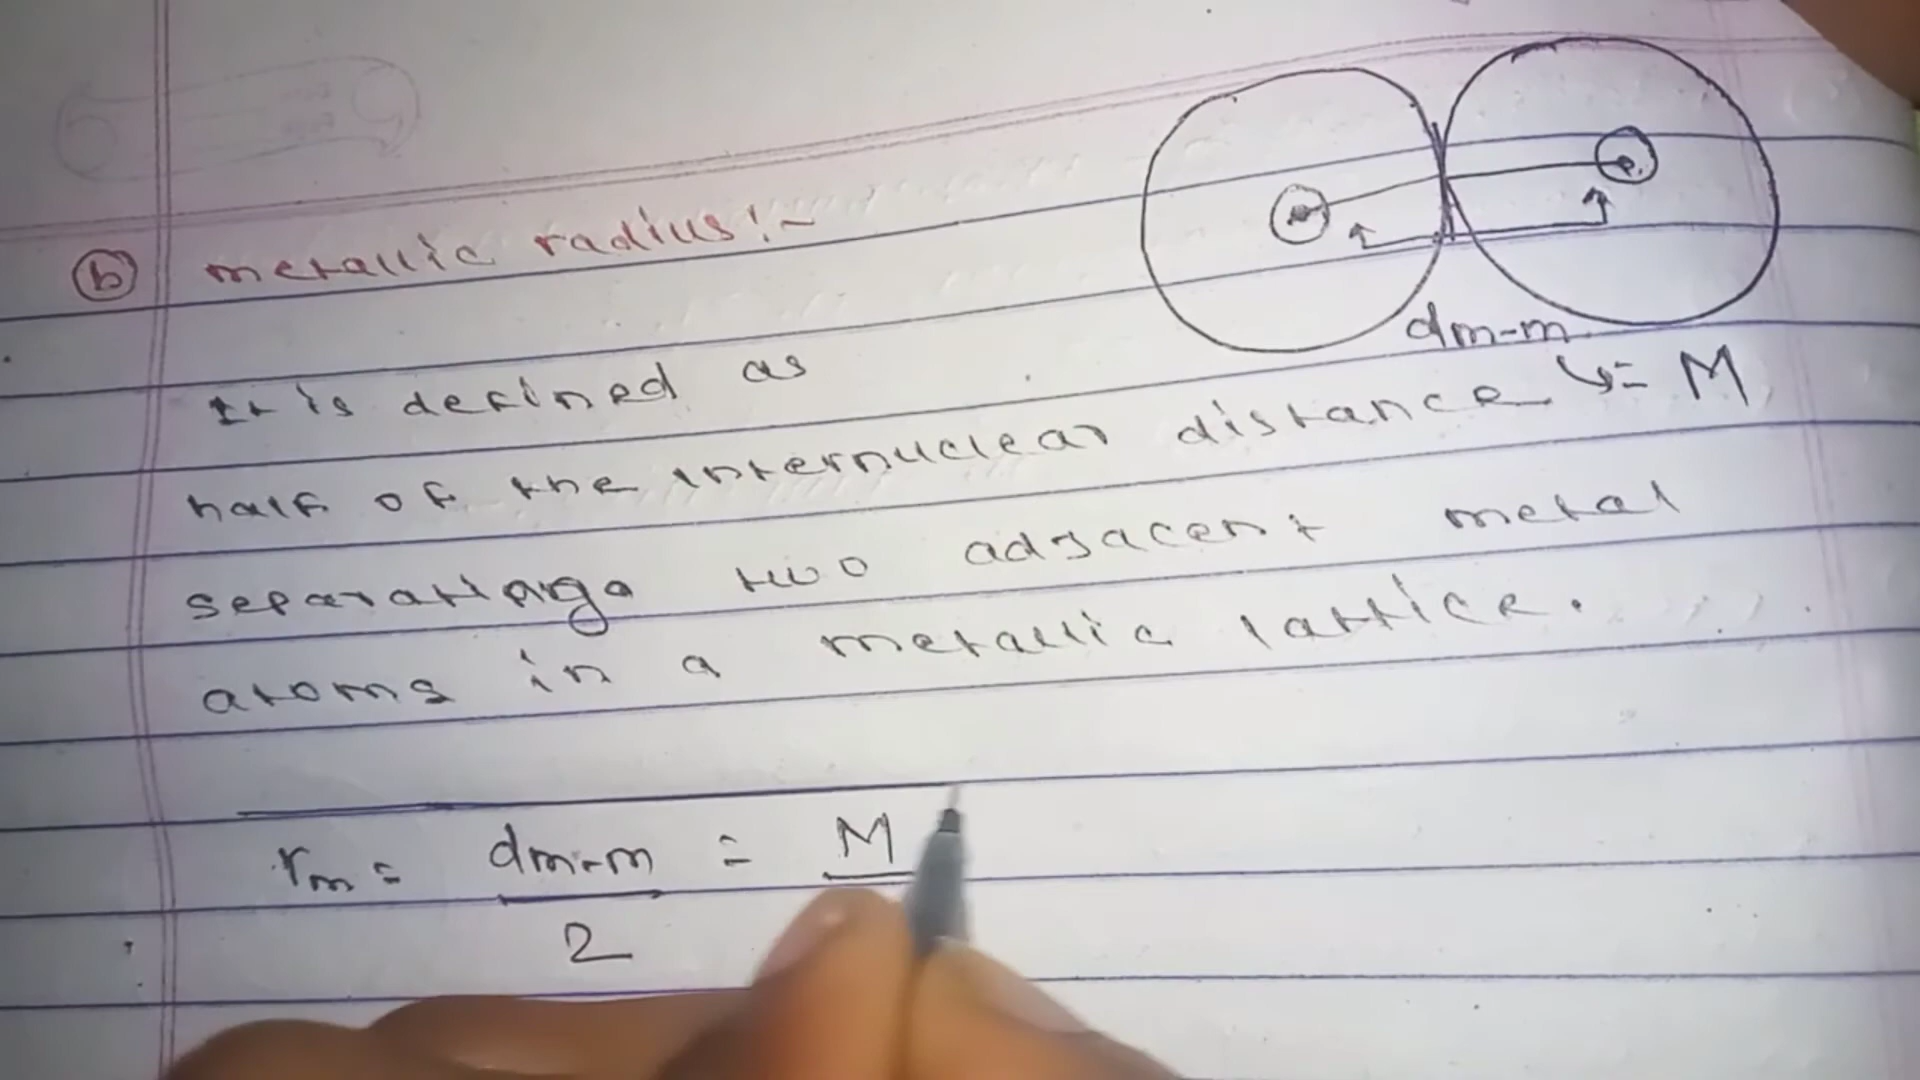 ⓑ metallic radius:-
dm-m
It is defined as
half of the internuclear distance ↳= M
separating two adjacent metal
atoms in a metallic lattice.
rm = dm-m = M
2